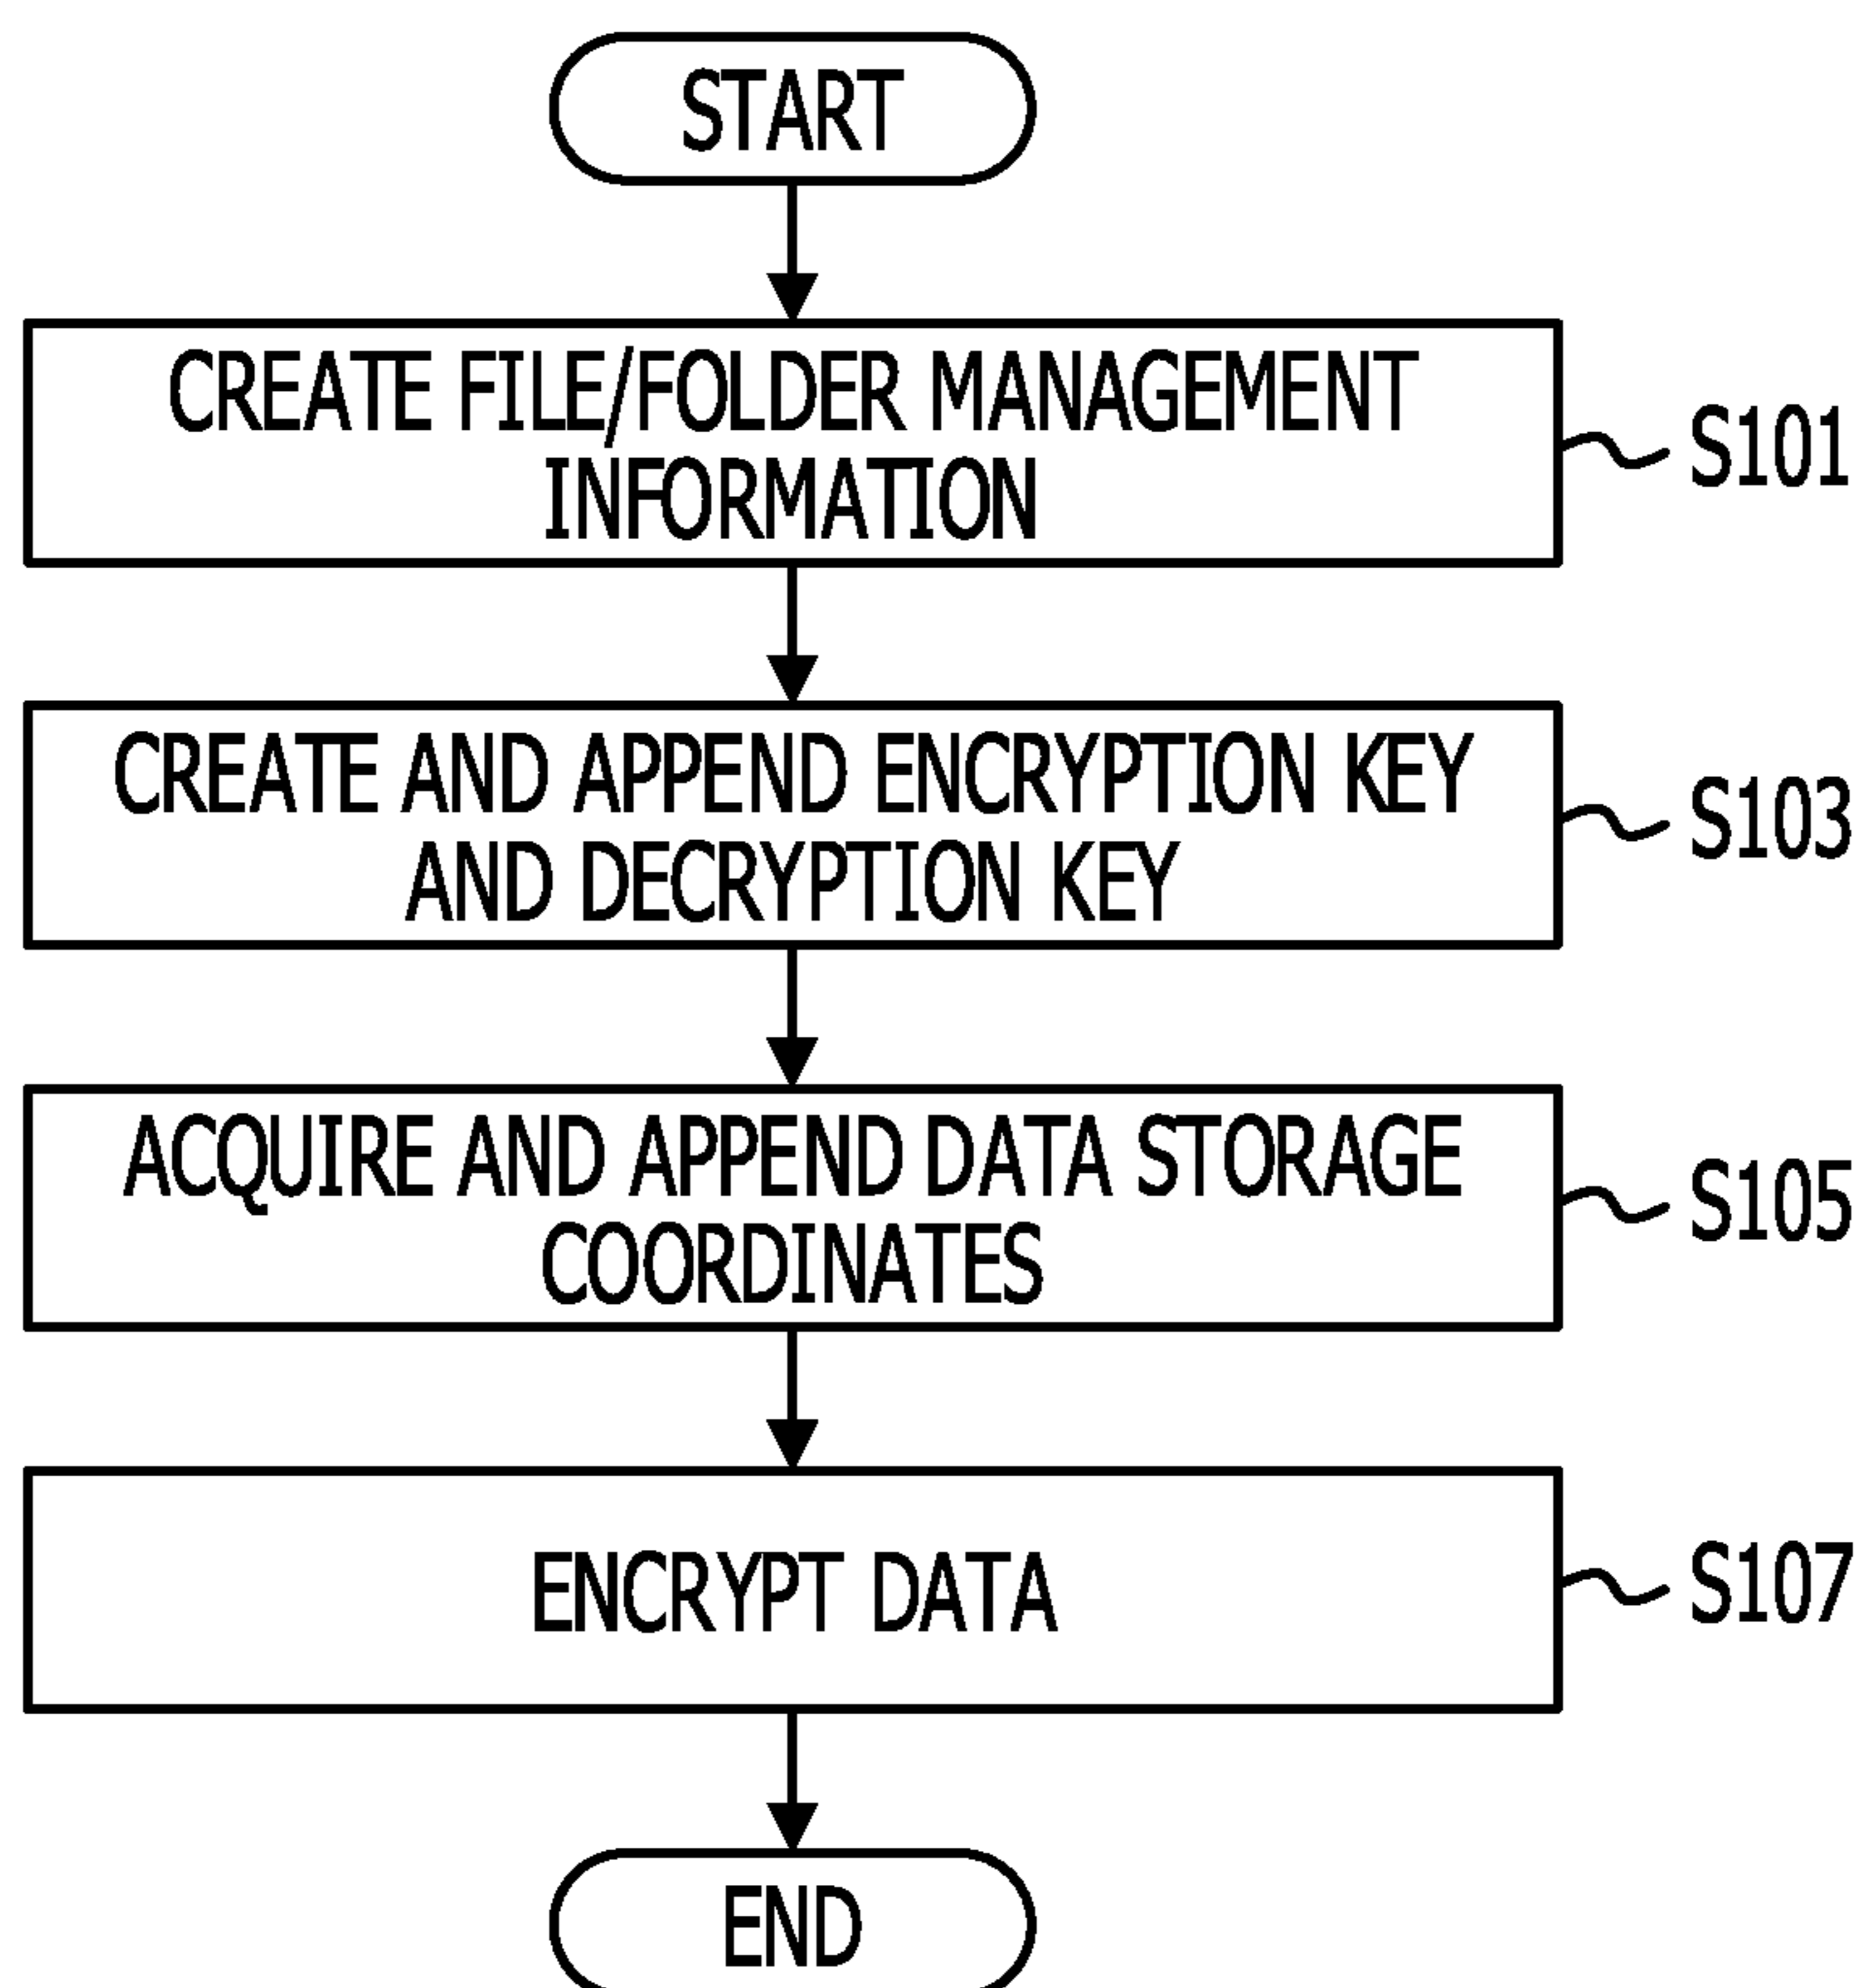 START
CREATE FILE/FOLDER MANAGEMENT
INFORMATION
S101
CREATE AND APPEND ENCRYPTION KEY
AND DECRYPTION KEY
S103
ACQUIRE AND APPEND DATA STORAGE
COORDINATES
S105
ENCRYPT DATA
S107
END